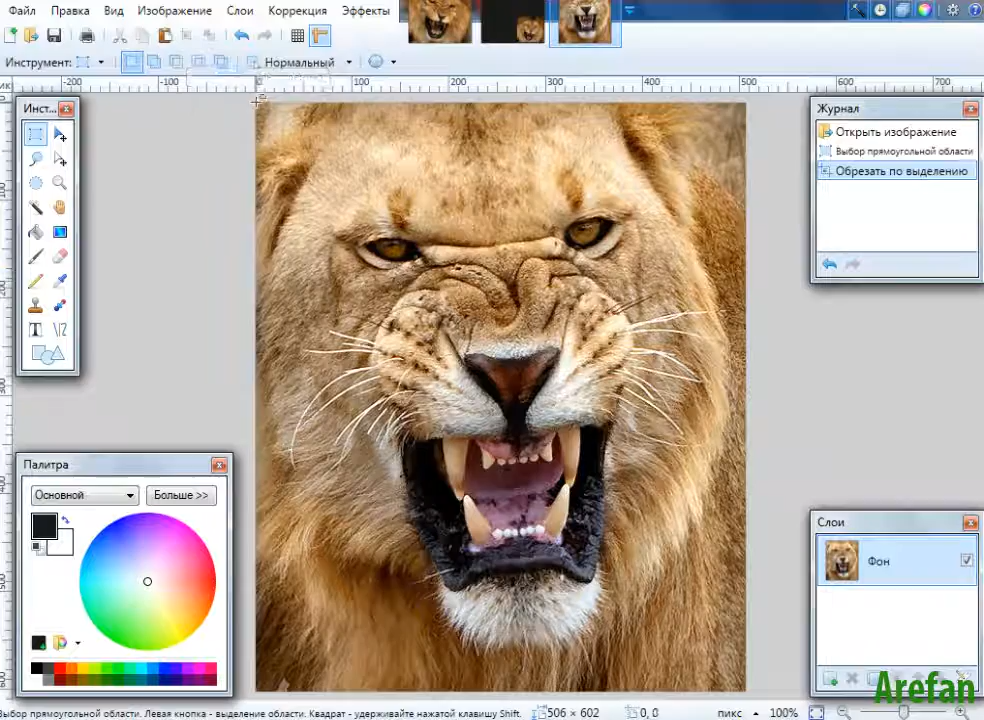 Файл Правка Вид Изображение Слои Коррекция Эффекты
Инструмент: Нормальный
-200 -100 0 100 200 300 400 500 600 700
Инст...
Журнал
Открыть изображение
Выбор прямоугольной области
Обрезать по выделению
Палитра
Основной Больше >>
Слои
Фон
Arefan
Выбор прямоугольной области. Левая кнопка - выделение области. Квадрат - удерживайте нажатой клавишу Shift. 506 × 602 0, 0 пикс 100%